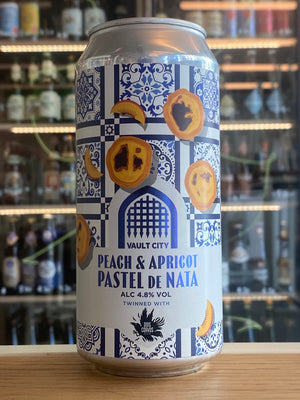 VAULT CITY
PEACH & APRICOT
PASTEL DE NATA
ALC 4.8% VOL
TWINNED WITH